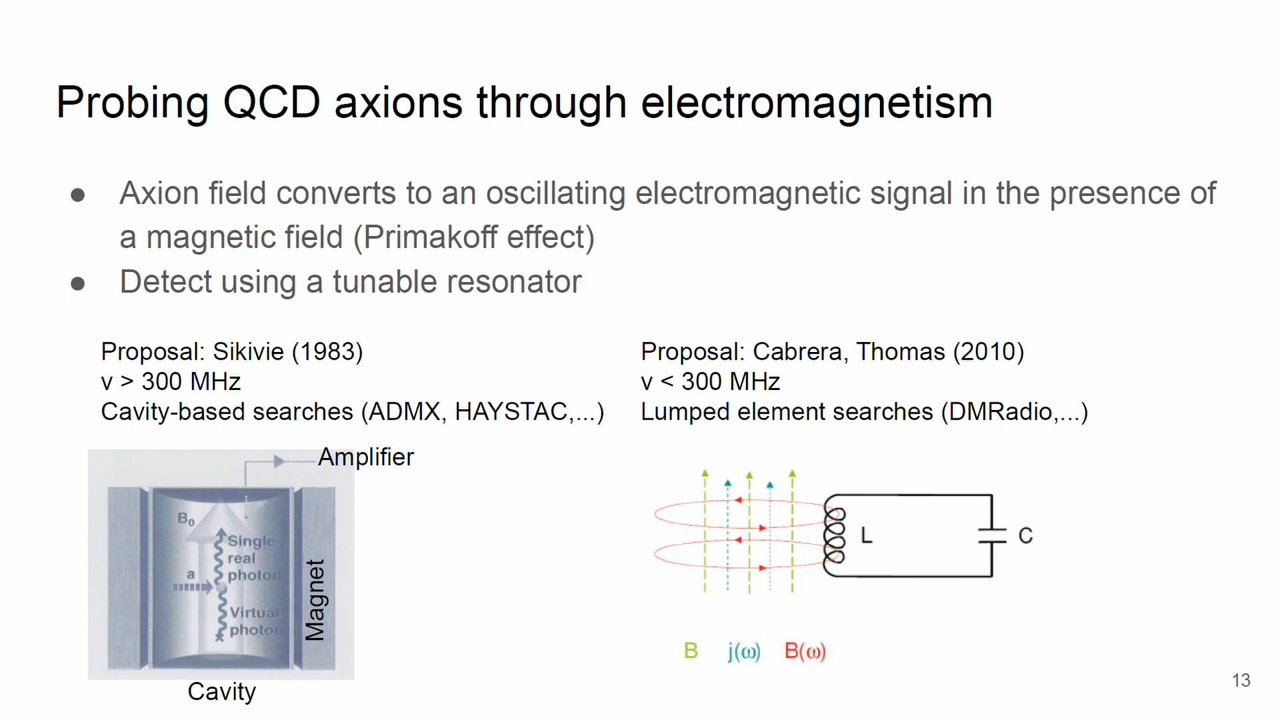 Probing QCD axions through electromagnetism
● Axion field converts to an oscillating electromagnetic signal in the presence of
a magnetic field (Primakoff effect)
● Detect using a tunable resonator
Proposal: Sikivie (1983)
ν > 300 MHz
Cavity-based searches (ADMX, HAYSTAC,...)
Amplifier
B₀
Single
real
photon
a
Virtual
photon
Magnet
Cavity
Proposal: Cabrera, Thomas (2010)
ν < 300 MHz
Lumped element searches (DMRadio,...)
L
C
B j(ω) B(ω)
13